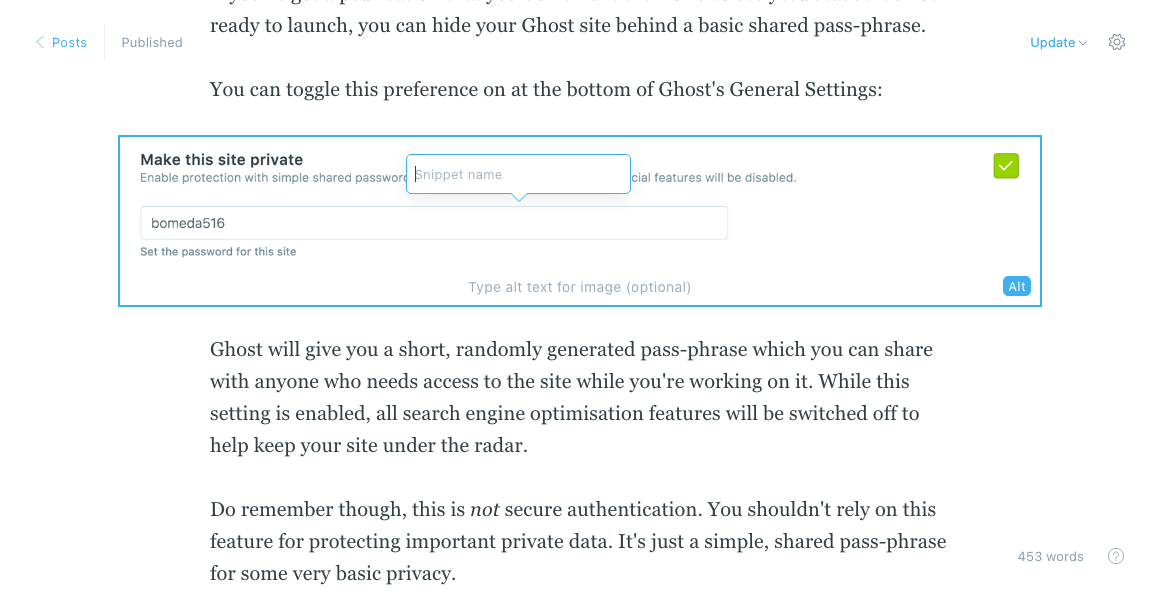 ready to launch, you can hide your Ghost site behind a basic shared pass-phrase.
Posts
Published
Update
You can toggle this preference on at the bottom of Ghost's General Settings:
Make this site private
Enable protection with simple shared password
Snippet name
cial features will be disabled.
bomeda516
Set the password for this site
Type alt text for image (optional)
Alt
Ghost will give you a short, randomly generated pass-phrase which you can share
with anyone who needs access to the site while you're working on it. While this
setting is enabled, all search engine optimisation features will be switched off to
help keep your site under the radar.
Do remember though, this is not secure authentication. You shouldn't rely on this
feature for protecting important private data. It's just a simple, shared pass-phrase
for some very basic privacy.
453 words
?